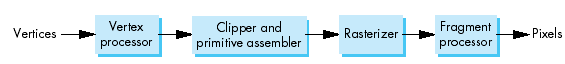 Vertices
Vertex
processor
Clipper and
primitive assembler
Rasterizer
Fragment
processor
Pixels